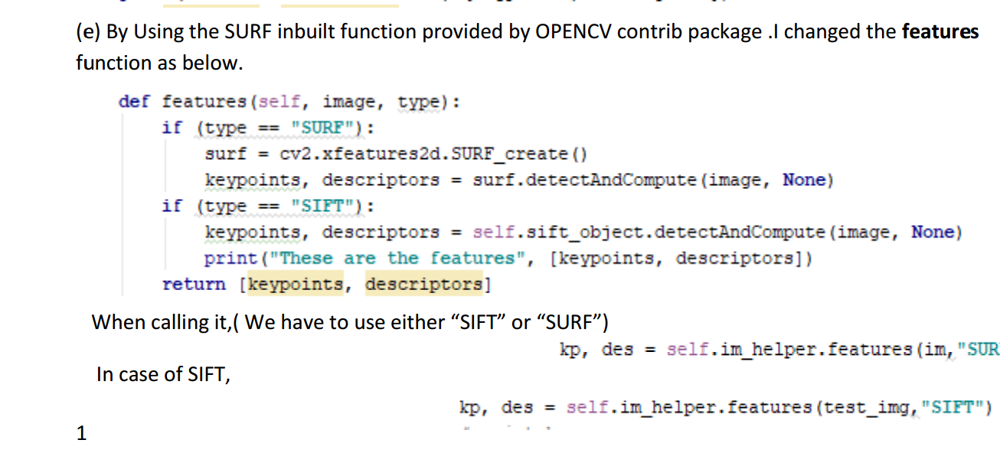 (e) By Using the SURF inbuilt function provided by OPENCV contrib package .I changed the features
function as below.
def features(self, image, type):
if (type == "SURF"):
surf = cv2.xfeatures2d.SURF_create()
keypoints, descriptors = surf.detectAndCompute(image, None)
if (type == "SIFT"):
keypoints, descriptors = self.sift_object.detectAndCompute(image, None)
print("These are the features", [keypoints, descriptors])
return [keypoints, descriptors]
When calling it,( We have to use either “SIFT” or “SURF”)
kp, des = self.im_helper.features(im,"SUR
In case of SIFT,
kp, des = self.im_helper.features(test_img,"SIFT")
1